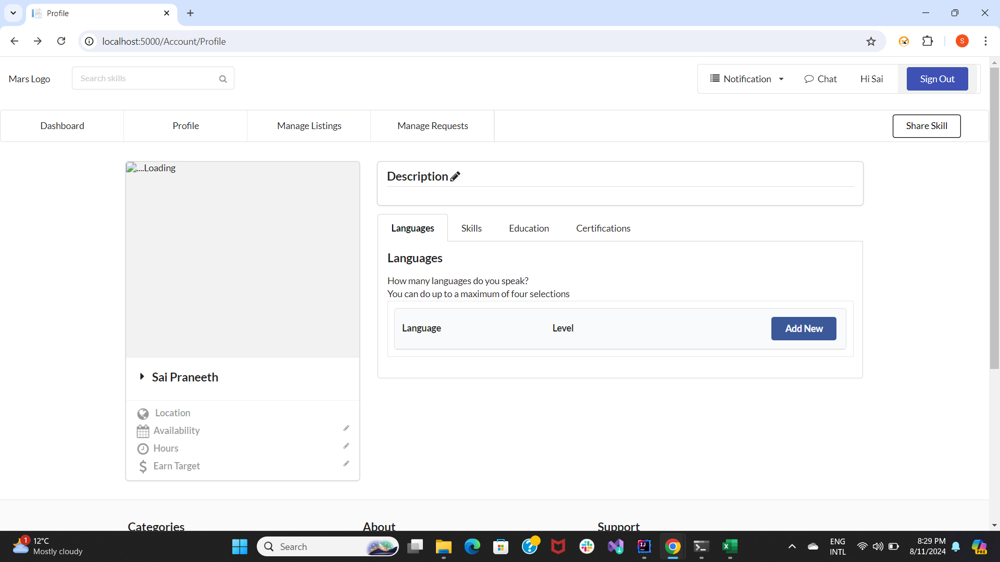 Profile
localhost:5000/Account/Profile
S
Mars Logo
Search skills
Notification
Chat
Hi Sai
Sign Out
Dashboard
Profile
Manage Listings
Manage Requests
Share Skill
....Loading
Description
Languages
Skills
Education
Certifications
Languages
How many languages do you speak?
You can do up to a maximum of four selections
Language
Level
Add New
Sai Praneeth
Location
Availability
Hours
Earn Target
Categories
About
Support
1
12°C
Mostly cloudy
Search
IJ
PRE
ENG
INTL
8:29 PM
8/11/2024